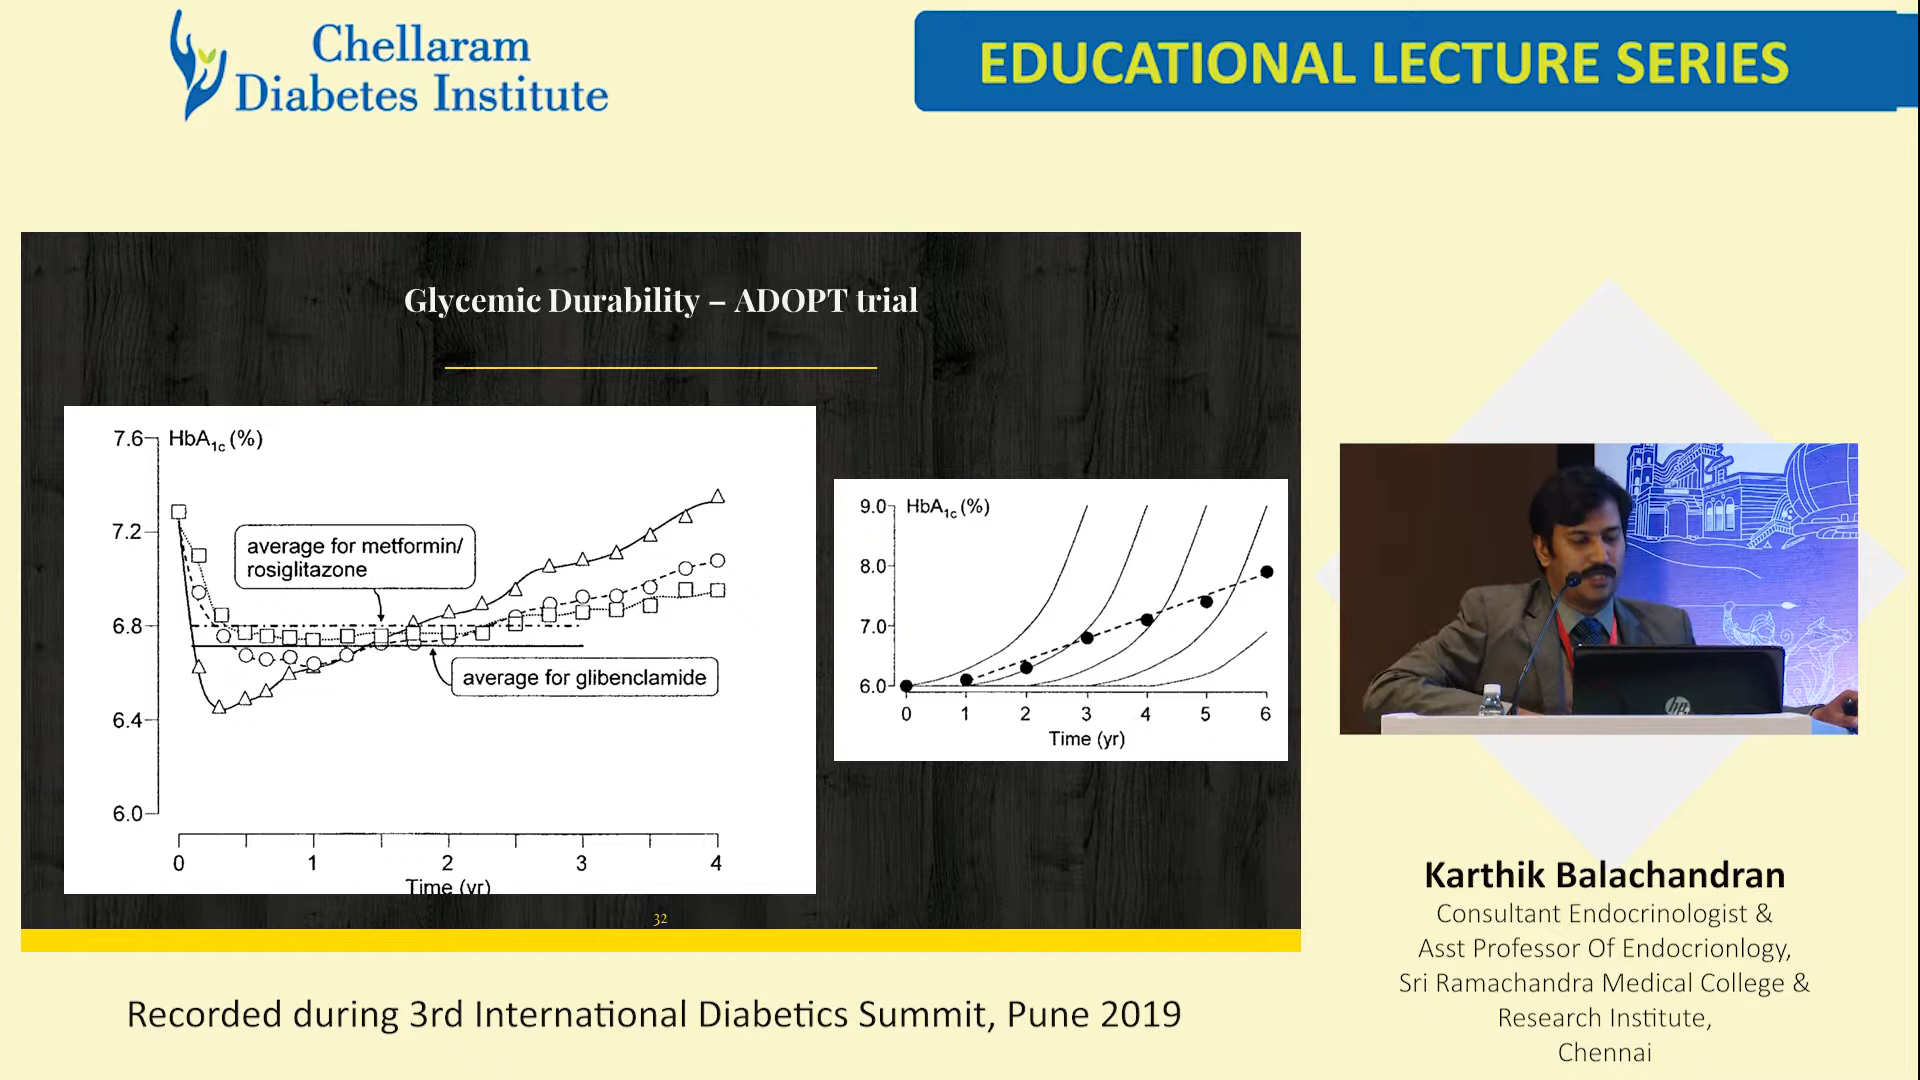 Chellaram
Diabetes Institute
EDUCATIONAL LECTURE SERIES
Glycemic Durability – ADOPT trial
HbA1c (%)
7.6
7.2
6.8
6.4
6.0
average for metformin/
rosiglitazone
average for glibenclamide
0 1 2 3 4
Time (yr)
HbA1c (%)
9.0
8.0
7.0
6.0
0 1 2 3 4 5 6
Time (yr)
32
hp
Karthik Balachandran
Consultant Endocrinologist &
Asst Professor Of Endocrionlogy,
Sri Ramachandra Medical College &
Research Institute,
Chennai
Recorded during 3rd International Diabetics Summit, Pune 2019